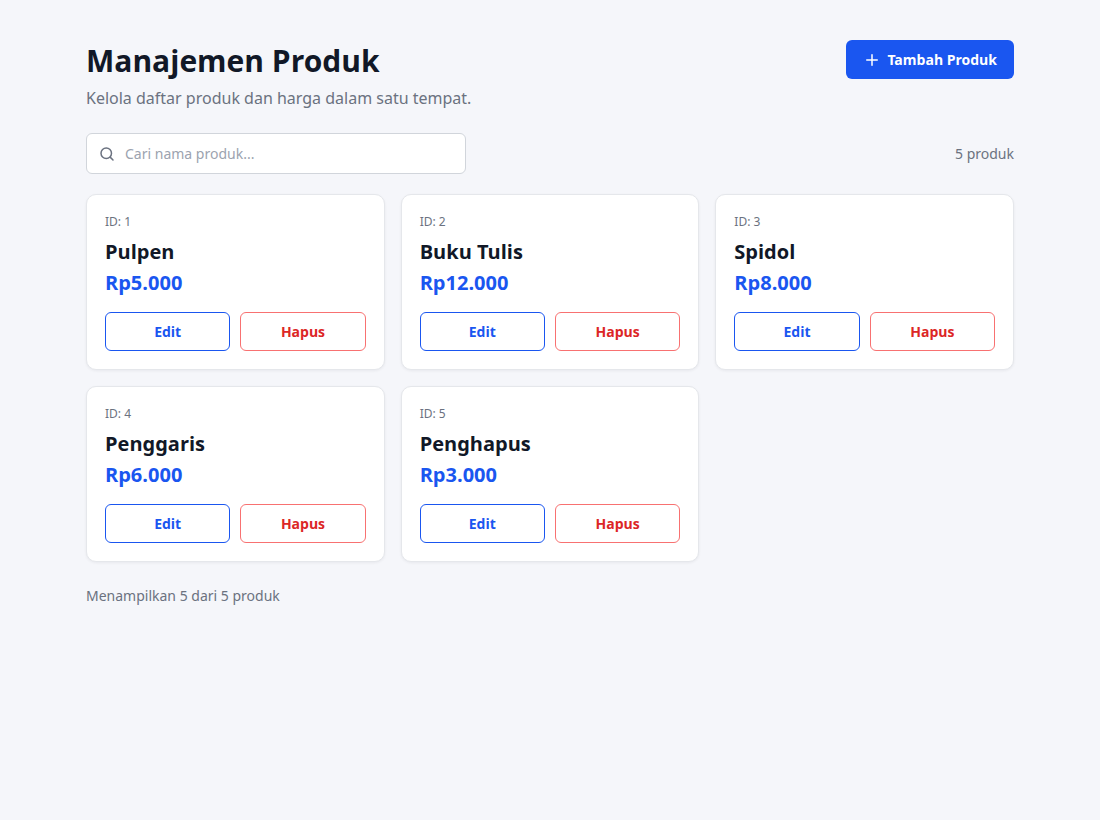 Manajemen Produk
Tambah Produk
Kelola daftar produk dan harga dalam satu tempat.
Cari nama produk...
5 produk
ID: 1
Pulpen
Rp5.000
Edit
Hapus
ID: 2
Buku Tulis
Rp12.000
Edit
Hapus
ID: 3
Spidol
Rp8.000
Edit
Hapus
ID: 4
Penggaris
Rp6.000
Edit
Hapus
ID: 5
Penghapus
Rp3.000
Edit
Hapus
Menampilkan 5 dari 5 produk